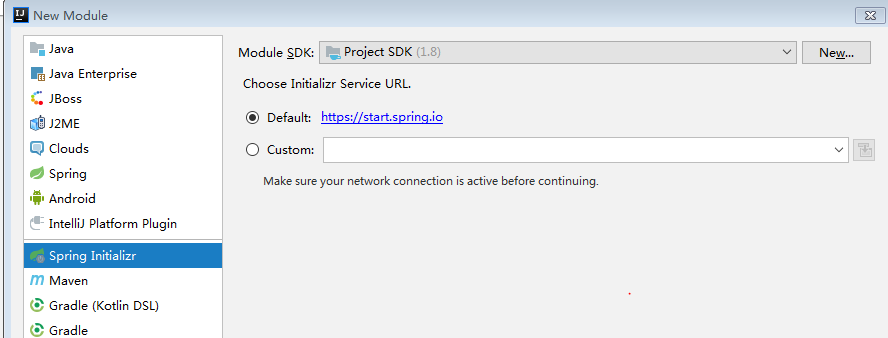 New Module
Java
Java Enterprise
JBoss
J2ME
Clouds
Spring
Android
IntelliJ Platform Plugin
Spring Initializr
Maven
Gradle (Kotlin DSL)
Gradle
Module SDK: Project SDK (1.8) New...
Choose Initializr Service URL.
Default: https://start.spring.io
Custom:
Make sure your network connection is active before continuing.